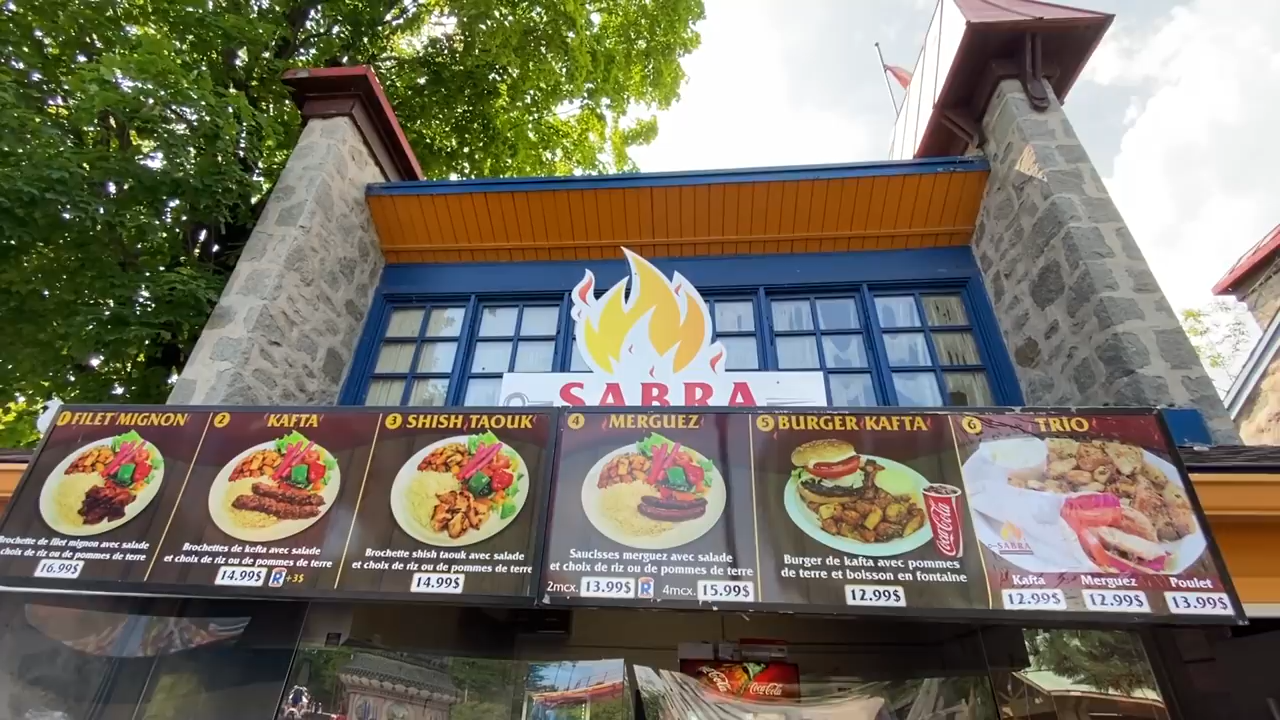 SABRA
1 FILET MIGNON
Brochette de filet mignon avec salade
choix de riz ou de pommes de terre
16.99$
2 KAFTA
Brochettes de kefta avec salade
et choix de riz ou de pommes de terre
14.99$ R +3$
3 SHISH TAOUK
Brochette shish taouk avec salade
et choix de riz ou de pommes de terre
14.99$
4 MERGUEZ
Saucisses merguez avec salade
et choix de riz ou de pommes de terre
2mcx. 13.99$ R 4mcx. 15.99$
5 BURGER KAFTA
Coca-Cola
Burger de kafta avec pommes
de terre et boisson en fontaine
12.99$
6 TRIO
SABRA
Kafta Merguez Poulet
12.99$ 12.99$ 13.99$
Coca-Cola